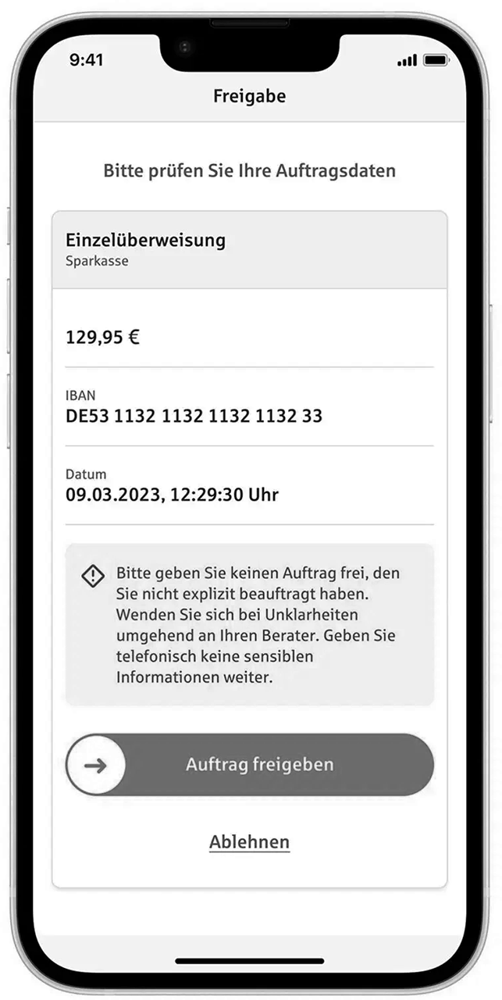 9:41
Freigabe
Bitte prüfen Sie Ihre Auftragsdaten
Einzelüberweisung
Sparkasse
129,95 €
IBAN
DE53 1132 1132 1132 1132 33
Datum
09.03.2023, 12:29:30 Uhr
Bitte geben Sie keinen Auftrag frei, den
Sie nicht explizit beauftragt haben.
Wenden Sie sich bei Unklarheiten
umgehend an Ihren Berater. Geben Sie
telefonisch keine sensiblen
Informationen weiter.
Auftrag freigeben
Ablehnen